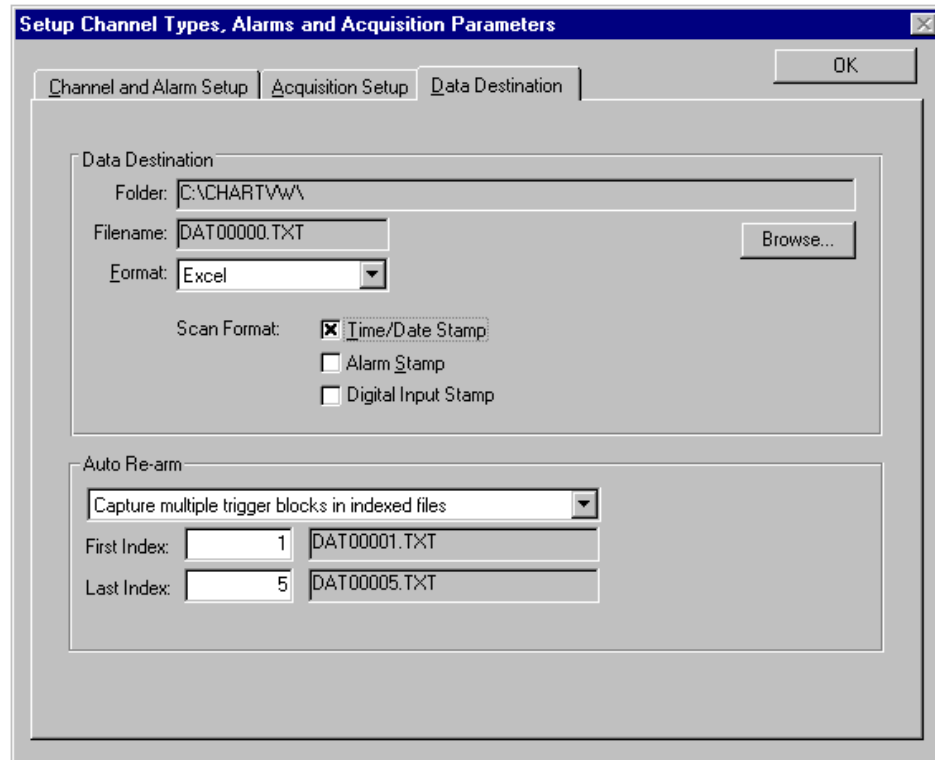 Setup Channel Types, Alarms and Acquisition Parameters
OK
Channel and Alarm Setup
Acquisition Setup
Data Destination
Data Destination
Folder: C:\CHARTVW\
Filename: DAT00000.TXT
Browse...
Format: Excel
Scan Format: Time/Date Stamp
Alarm Stamp
Digital Input Stamp
Auto Re-arm
Capture multiple trigger blocks in indexed files
First Index: 1 DAT00001.TXT
Last Index: 5 DAT00005.TXT